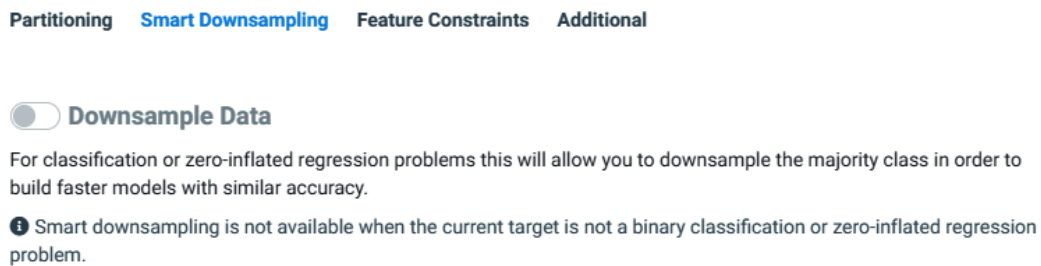 Partitioning Smart Downsampling Feature Constraints Additional
Downsample Data
For classification or zero-inflated regression problems this will allow you to downsample the majority class in order to
build faster models with similar accuracy.
Smart downsampling is not available when the current target is not a binary classification or zero-inflated regression
problem.